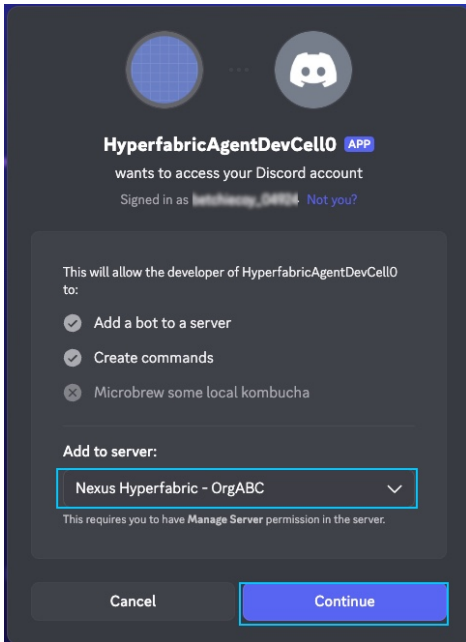 HyperfabricAgentDevCell0 APP
wants to access your Discord account
Signed in as Not you?
This will allow the developer of HyperfabricAgentDevCell0
to:
Add a bot to a server
Create commands
Microbrew some local kombucha
Add to server:
Nexus Hyperfabric - OrgABC
This requires you to have Manage Server permission in the server.
Cancel
Continue